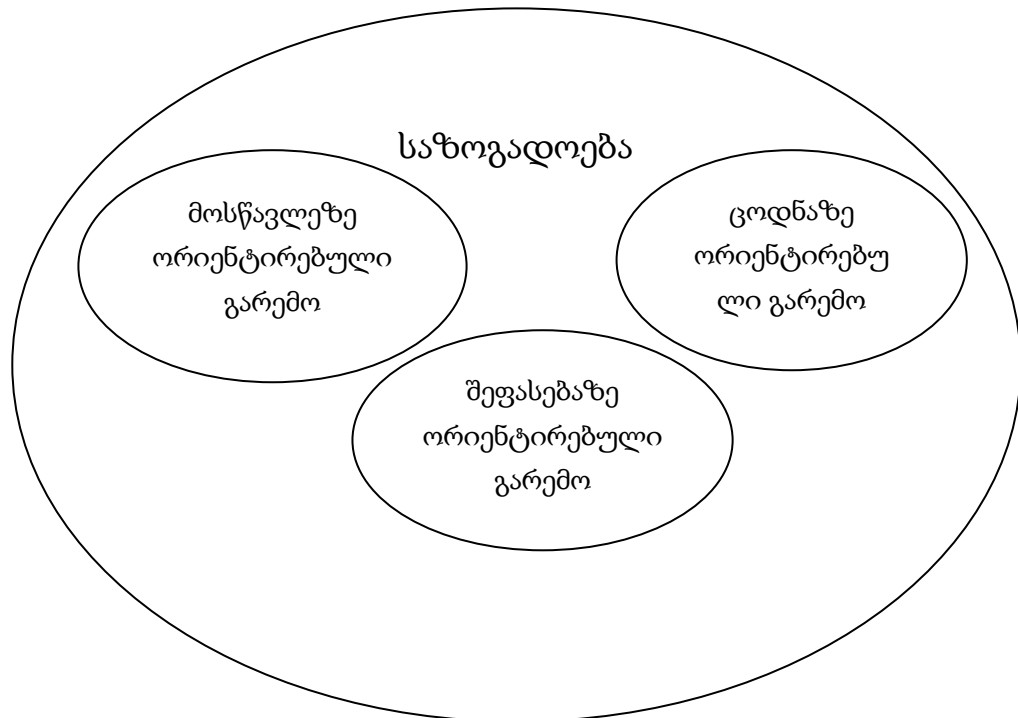 საზოგადოება
მოსწავლეზე
ორიენტირებული
გარემო
ცოდნაზე
ორიენტირებუ
ლი გარემო
შეფასებაზე
ორიენტირებული
გარემო